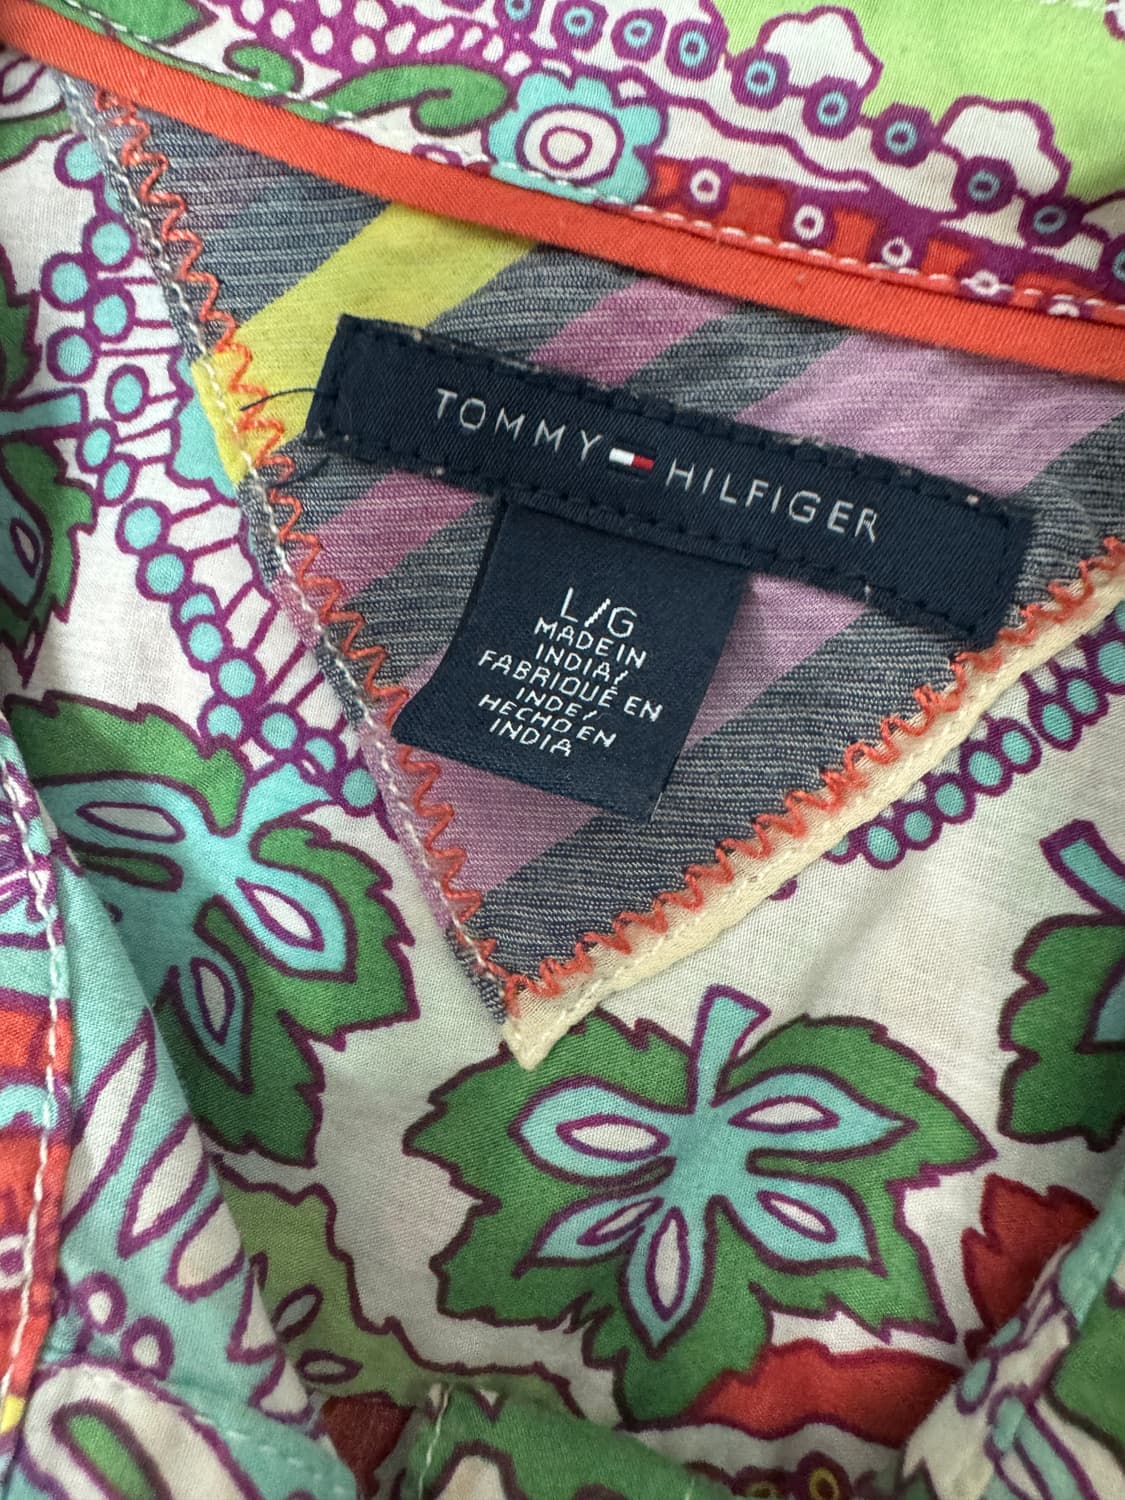 TOMMY HILFIGER
L/G
MADE IN
INDIA/
FABRIQUÉ EN
INDE/
HECHO EN
INDIA